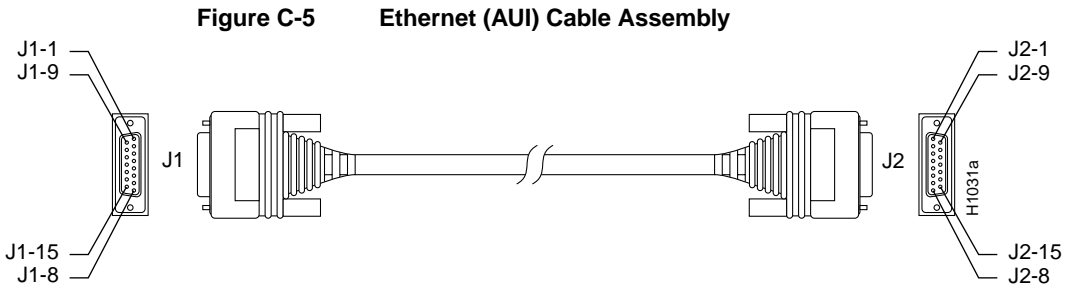 Figure C-5 Ethernet (AUI) Cable Assembly
J1-1
J1-9
J1
J1-15
J1-8
J2-1
J2-9
J2
H1031a
J2-15
J2-8